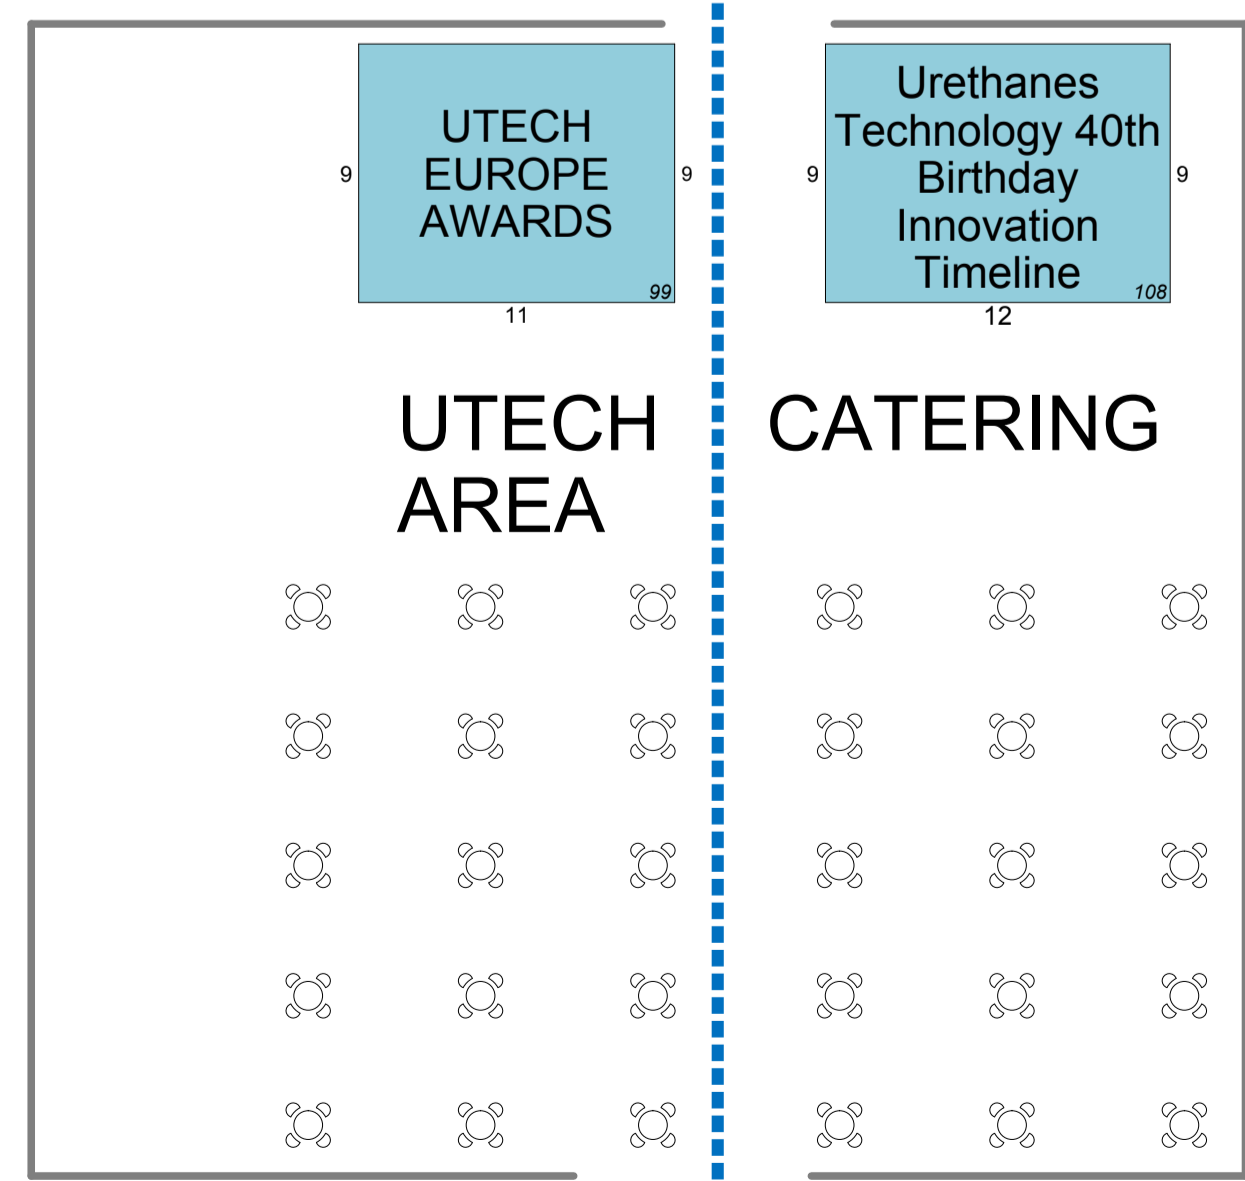 UTECH
EUROPE
AWARDS
9
9
99
11
Urethanes
Technology 40th
Birthday
Innovation
Timeline
9
9
108
12
UTECH
AREA
CATERING